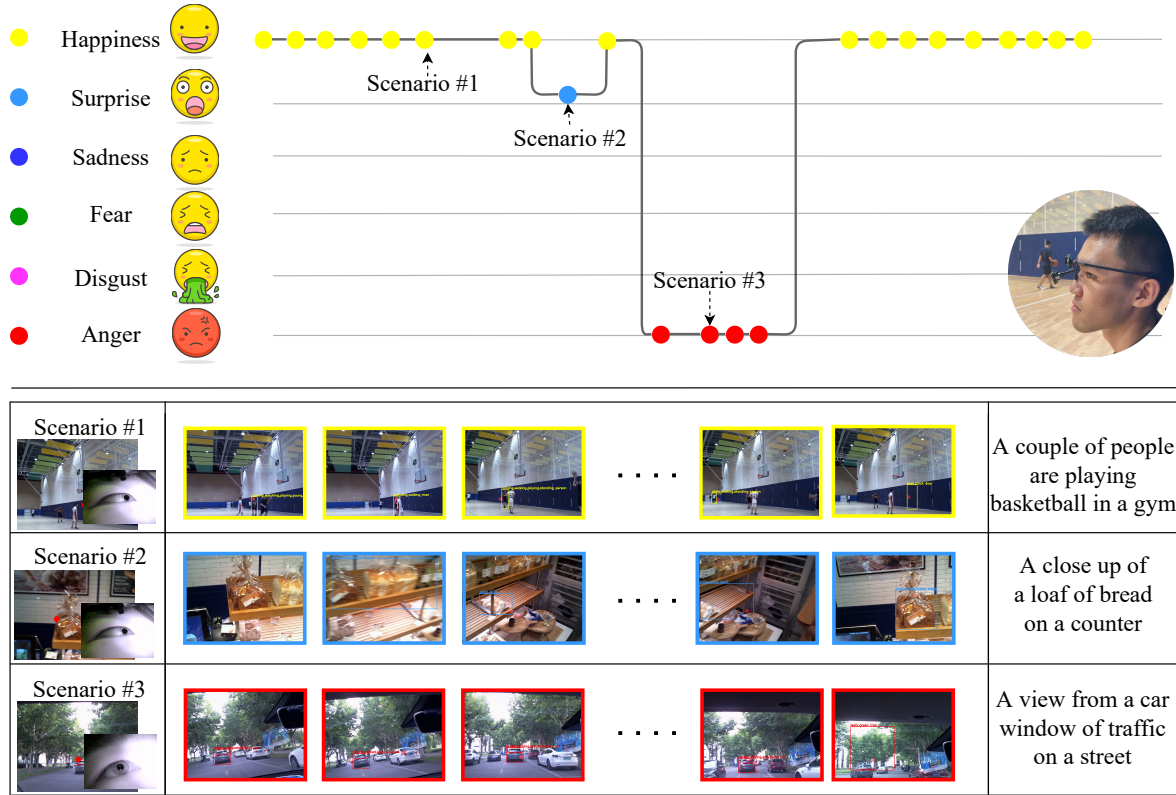 Happiness
Scenario #1
Surprise
Scenario #2
Sadness
Fear
Disgust
Scenario #3
Anger
Scenario #1
A couple of people
are playing
basketball in a gym
Scenario #2
A close up of
a loaf of bread
on a counter
Scenario #3
A view from a car
window of traffic
on a street